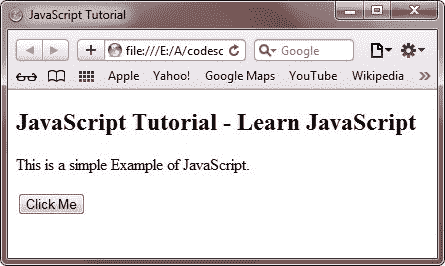 JavaScript Tutorial
file:///E:/A/codesc
Google
Apple Yahoo! Google Maps YouTube Wikipedia
JavaScript Tutorial - Learn JavaScript
This is a simple Example of JavaScript.
Click Me